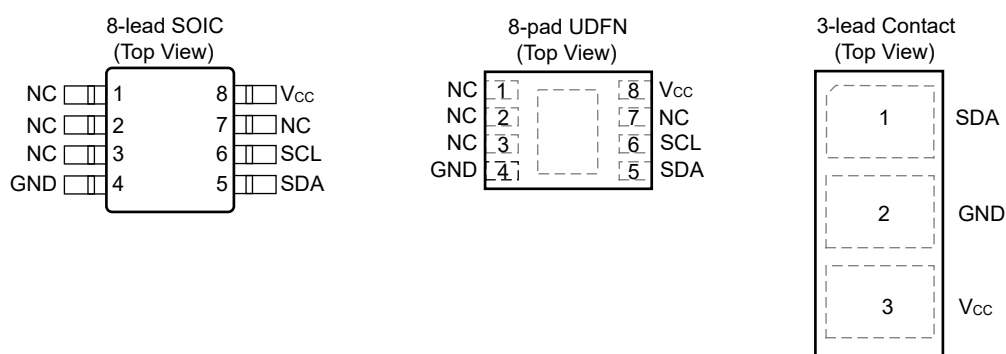 8-lead SOIC
(Top View)
NC 1 8 Vcc
NC 2 7 NC
NC 3 6 SCL
GND 4 5 SDA
8-pad UDFN
(Top View)
NC 1 8 Vcc
NC 2 7 NC
NC 3 6 SCL
GND 4 5 SDA
3-lead Contact
(Top View)
1 SDA
2 GND
3 Vcc